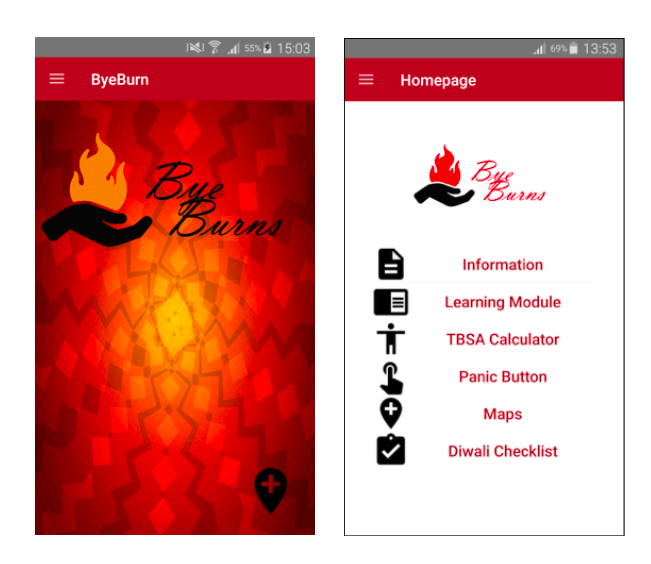 55% 15:03
ByeBurn
Bye
Burns
69% 13:53
Homepage
Bye
Burns
Information
Learning Module
TBSA Calculator
Panic Button
Maps
Diwali Checklist